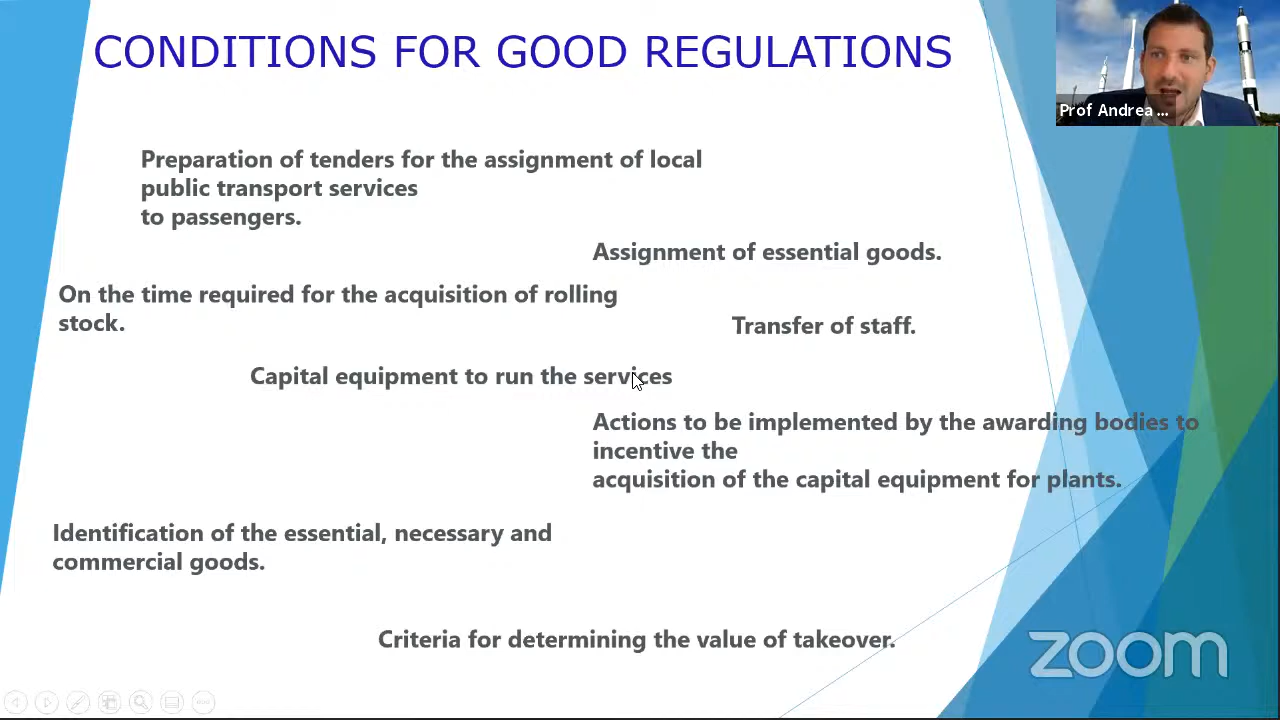 CONDITIONS FOR GOOD REGULATIONS
Prof Andrea ...
Preparation of tenders for the assignment of local
public transport services
to passengers.
Assignment of essential goods.
On the time required for the acquisition of rolling
stock.
Transfer of staff.
Capital equipment to run the services
Actions to be implemented by the awarding bodies to
incentive the
acquisition of the capital equipment for plants.
Identification of the essential, necessary and
commercial goods.
Criteria for determining the value of takeover.
zoom